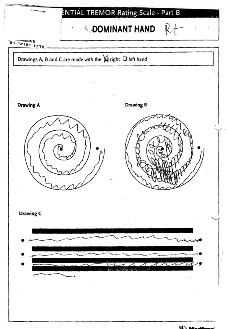 ENTIAL TREMOR Rating Scale - Part B
DOMINANT HAND Rt
Drawings A, B and C are made with the right left hand
Drawing A Drawing B
Drawing C